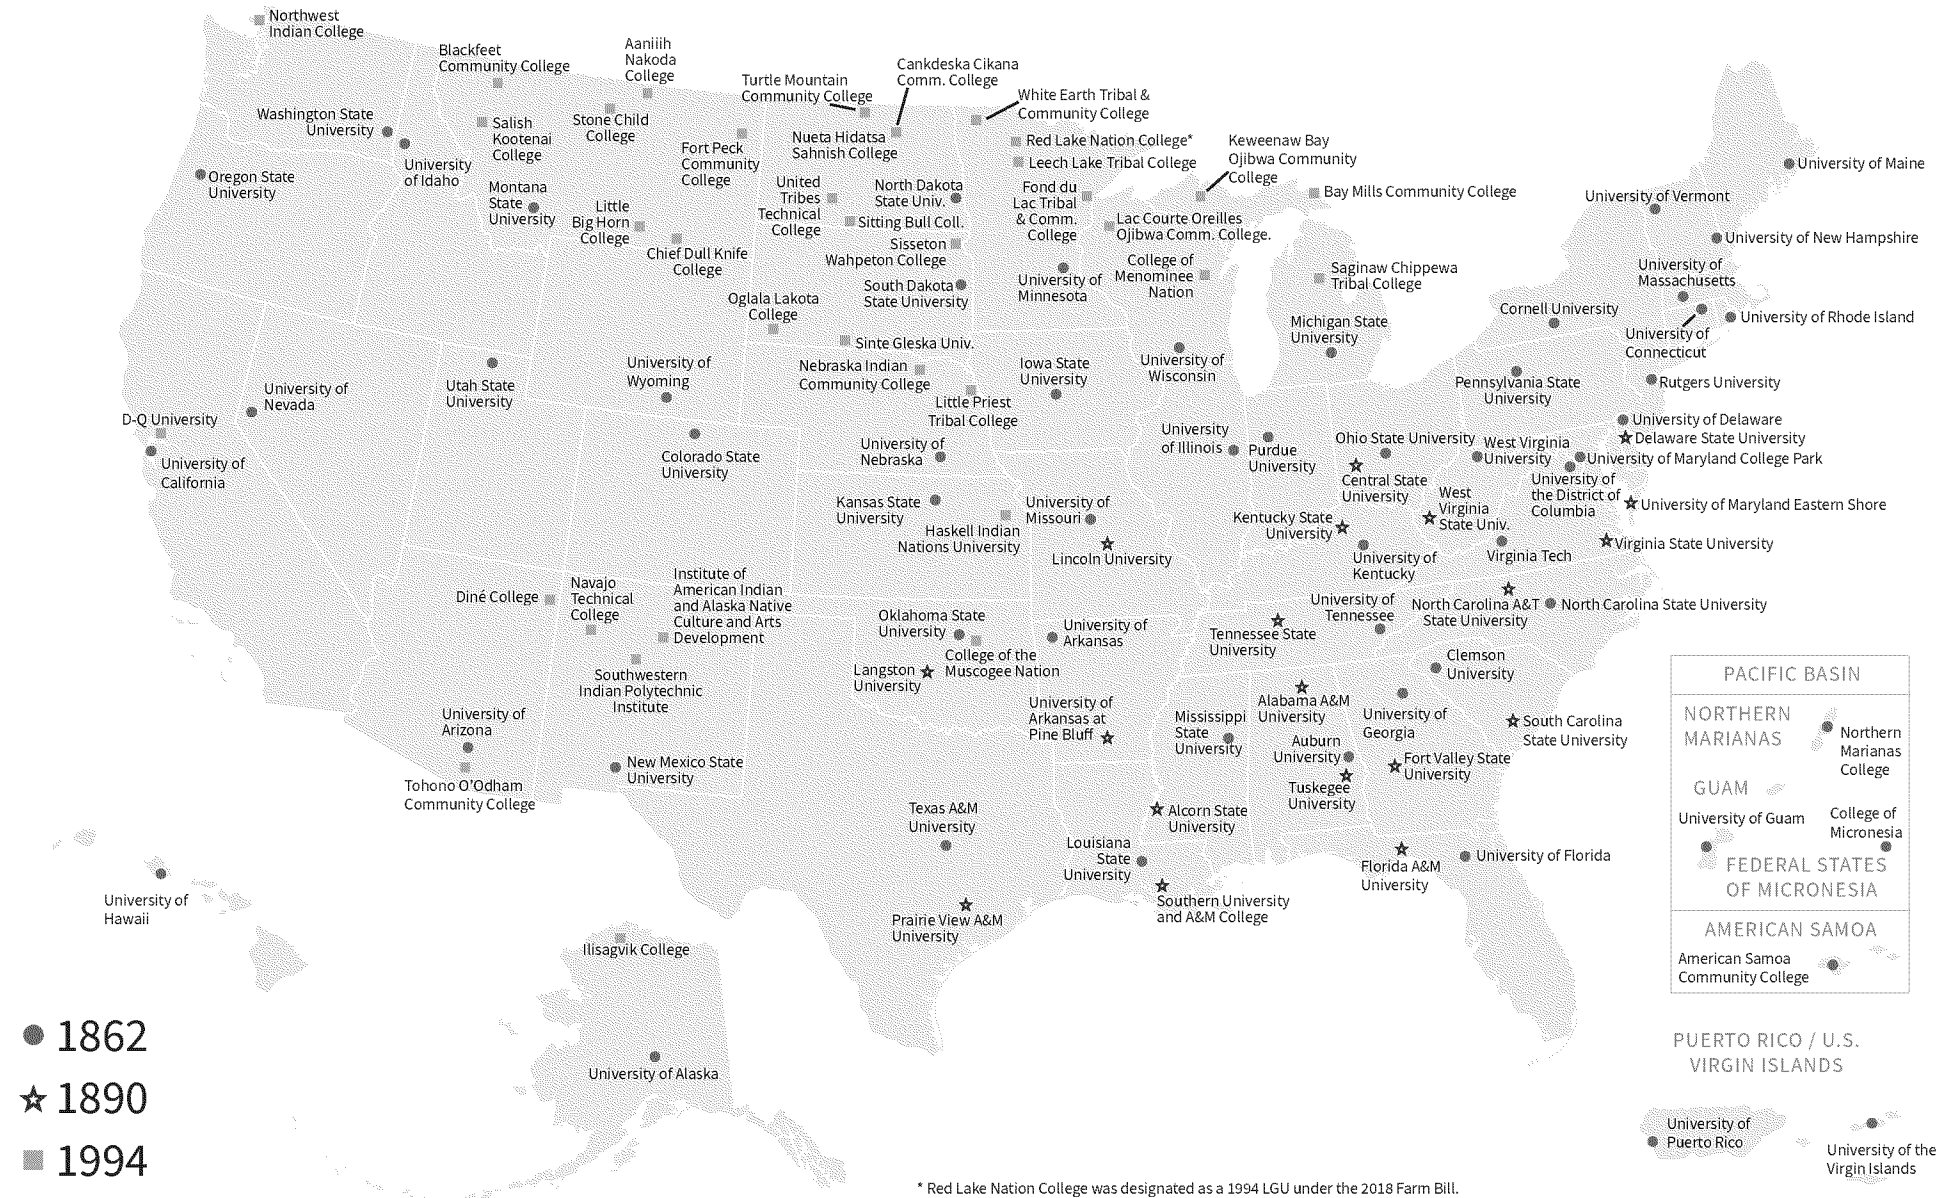 Northwest
Indian College
Blackfeet
Community College
Aaniiih
Nakoda
College
Turtle Mountain
Community College
Cankdeska Cikana
Comm. College
White Earth Tribal &
Community College
Washington State
University
Salish
Kootenai
College
Stone Child
College
Fort Peck
Community
College
Nueta Hidatsa
Sahnish College
Red Lake Nation College*
Leech Lake Tribal College
Keweenaw Bay
Ojibwa Community
College
Bay Mills Community College
University of Maine
Oregon State
University
University
of Idaho
Montana
State
University
Little
Big Horn
College
Chief Dull Knife
College
United
Tribes
Technical
College
North Dakota
State Univ.
Sitting Bull Coll.
Sisseton
Wahpeton College
Fond du
Lac Tribal
& Comm.
College
Lac Courte Oreilles
Ojibwa Comm. College.
University of Vermont
University of New Hampshire
South Dakota
State University
University of
Minnesota
College of
Menominee
Nation
Saginaw Chippewa
Tribal College
University of
Massachusetts
Oglala Lakota
College
Sinte Gleska Univ.
Michigan State
University
Cornell University
University of Rhode Island
University of
Connecticut
Utah State
University
University of
Wyoming
Nebraska Indian
Community College
Little Priest
Tribal College
Iowa State
University
University of
Wisconsin
Pennsylvania State
University
Rutgers University
University of
Nevada
D-Q University
University of
California
Colorado State
University
University of
Nebraska
University
of Illinois
Purdue
University
Ohio State University
Central State
University
West Virginia
University
University of Delaware
Delaware State University
University of Maryland College Park
University of
the District of
Columbia
University of Maryland Eastern Shore
Kansas State
University
Haskell Indian
Nations University
University of
Missouri
Lincoln University
Kentucky State
University
University of
Kentucky
West
Virginia
State Univ.
Virginia Tech
Virginia State University
Diné College
Navajo
Technical
College
Institute of
American Indian
and Alaska Native
Culture and Arts
Development
Southwestern
Indian Polytechnic
Institute
Oklahoma State
University
College of the
Muscogee Nation
Langston
University
University of
Arkansas
University of
Arkansas at
Pine Bluff
Tennessee State
University
University of
Tennessee
North Carolina A&T
State University
North Carolina State University
Clemson
University
University of
Arizona
Tohono O'Odham
Community College
New Mexico State
University
Mississippi
State
University
Alabama A&M
University
Auburn
University
Tuskegee
University
University of
Georgia
Fort Valley State
University
South Carolina
State University
Texas A&M
University
Prairie View A&M
University
Louisiana
State
University
Alcorn State
University
Southern University
and A&M College
Florida A&M
University
University of Florida
University of
Hawaii
Ilisagvik College
University of Alaska
PACIFIC BASIN
NORTHERN
MARIANAS
Northern
Marianas
College
GUAM
University of Guam
College of
Micronesia
FEDERAL STATES
OF MICRONESIA
AMERICAN SAMOA
American Samoa
Community College
PUERTO RICO / U.S.
VIRGIN ISLANDS
University of
Puerto Rico
University of the
Virgin Islands
1862
1890
1994
* Red Lake Nation College was designated as a 1994 LGU under the 2018 Farm Bill.